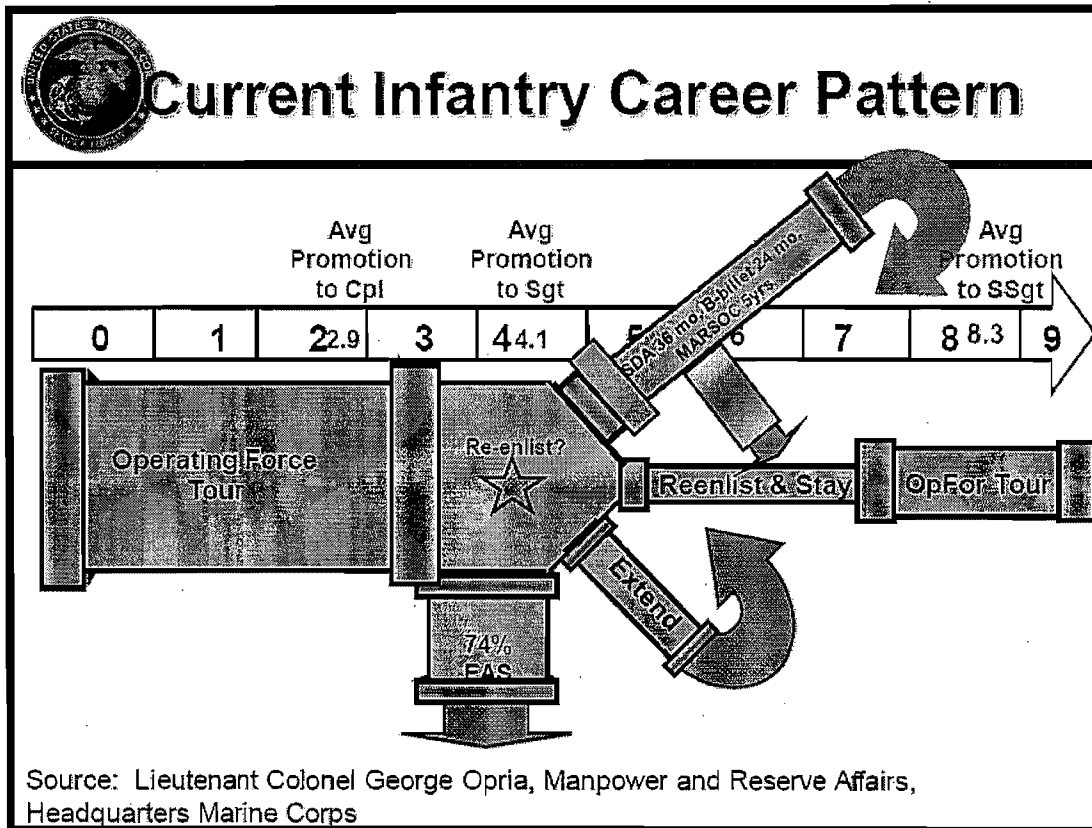 Current Infantry Career Pattern
Avg
Promotion
to Cpl
Avg
Promotion
to Sgt
Avg
Promotion
to SSgt
0 1 2 2.9 3 4 4.1 5 6 7 8 8.3 9
SDA 36 mo, B-billet 24 mo,
MARSOC 5yrs
Operating Force
Tour
Re-enlist?
Reenlist & Stay
OpFor Tour
Extend
74%
EAS
Source: Lieutenant Colonel George Opria, Manpower and Reserve Affairs,
Headquarters Marine Corps